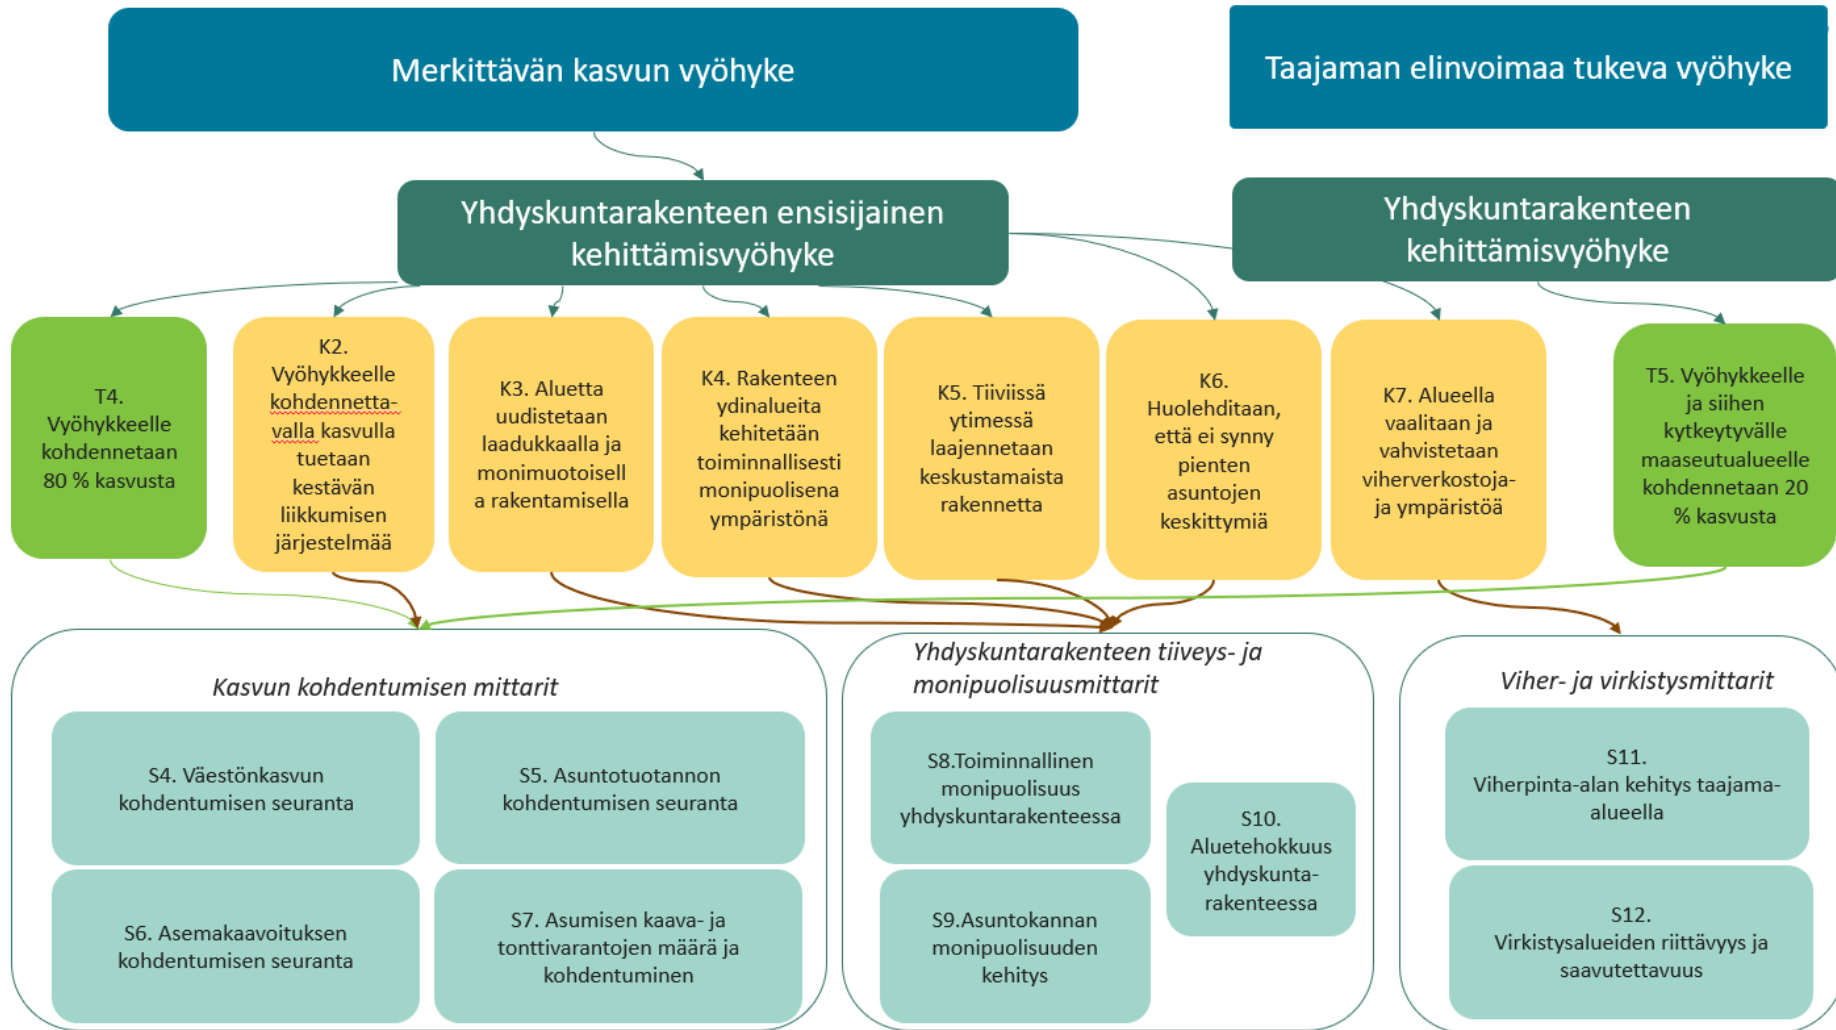 Merkittävän kasvun vyöhyke
Taajaman elinvoimaa tukeva vyöhyke
Yhdyskuntarakenteen ensisijainen
kehittämisvyöhyke
Yhdyskuntarakenteen
kehittämisvyöhyke
T4.
Vyöhykkeelle
kohdennetaan
80 % kasvusta
K2.
Vyöhykkeelle
kohdennetta-
valla kasvulla
tuetaan
kestävän
liikkumisen
järjestelmää
K3. Aluetta
uudistetaan
laadukkaalla ja
monimuotoisell
a rakentamisella
K4. Rakenteen
ydinalueita
kehitetään
toiminnallisesti
monipuolisena
ympäristönä
K5. Tiiviissä
ytimessä
laajennetaan
keskustamaista
rakennetta
K6.
Huolehditaan,
että ei synny
pienten
asuntojen
keskittymiä
K7. Alueella
vaalitaan ja
vahvistetaan
viherverkostoja-
ja ympäristöä
T5. Vyöhykkeelle
ja siihen
kytkeytyvälle
maaseutualueelle
kohdennetaan 20
% kasvusta
Kasvun kohdentumisen mittarit
S4. Väestönkasvun
kohdentumisen seuranta
S5. Asuntotuotannon
kohdentumisen seuranta
S6. Asemakaavoituksen
kohdentumisen seuranta
S7. Asumisen kaava- ja
tonttivarantojen määrä ja
kohdentuminen
Yhdyskuntarakenteen tiiveys- ja
monipuolisuusmittarit
S8.Toiminnallinen
monipuolisuus
yhdyskuntarakenteessa
S9.Asuntokannan
monipuolisuuden
kehitys
S10.
Aluetehokkuus
yhdyskunta-
rakenteessa
Viher- ja virkistysmittarit
S11.
Viherpinta-alan kehitys taajama-
alueella
S12.
Virkistysalueiden riittävyys ja
saavutettavuus